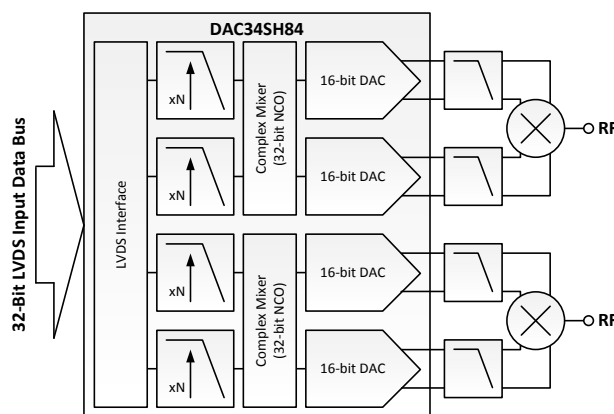 DAC34SH84
32-Bit LVDS Input Data Bus
LVDS Interface
xN
Complex Mixer
(32-bit NCO)
16-bit DAC
xN
16-bit DAC
RF
xN
Complex Mixer
(32-bit NCO)
16-bit DAC
xN
16-bit DAC
RF